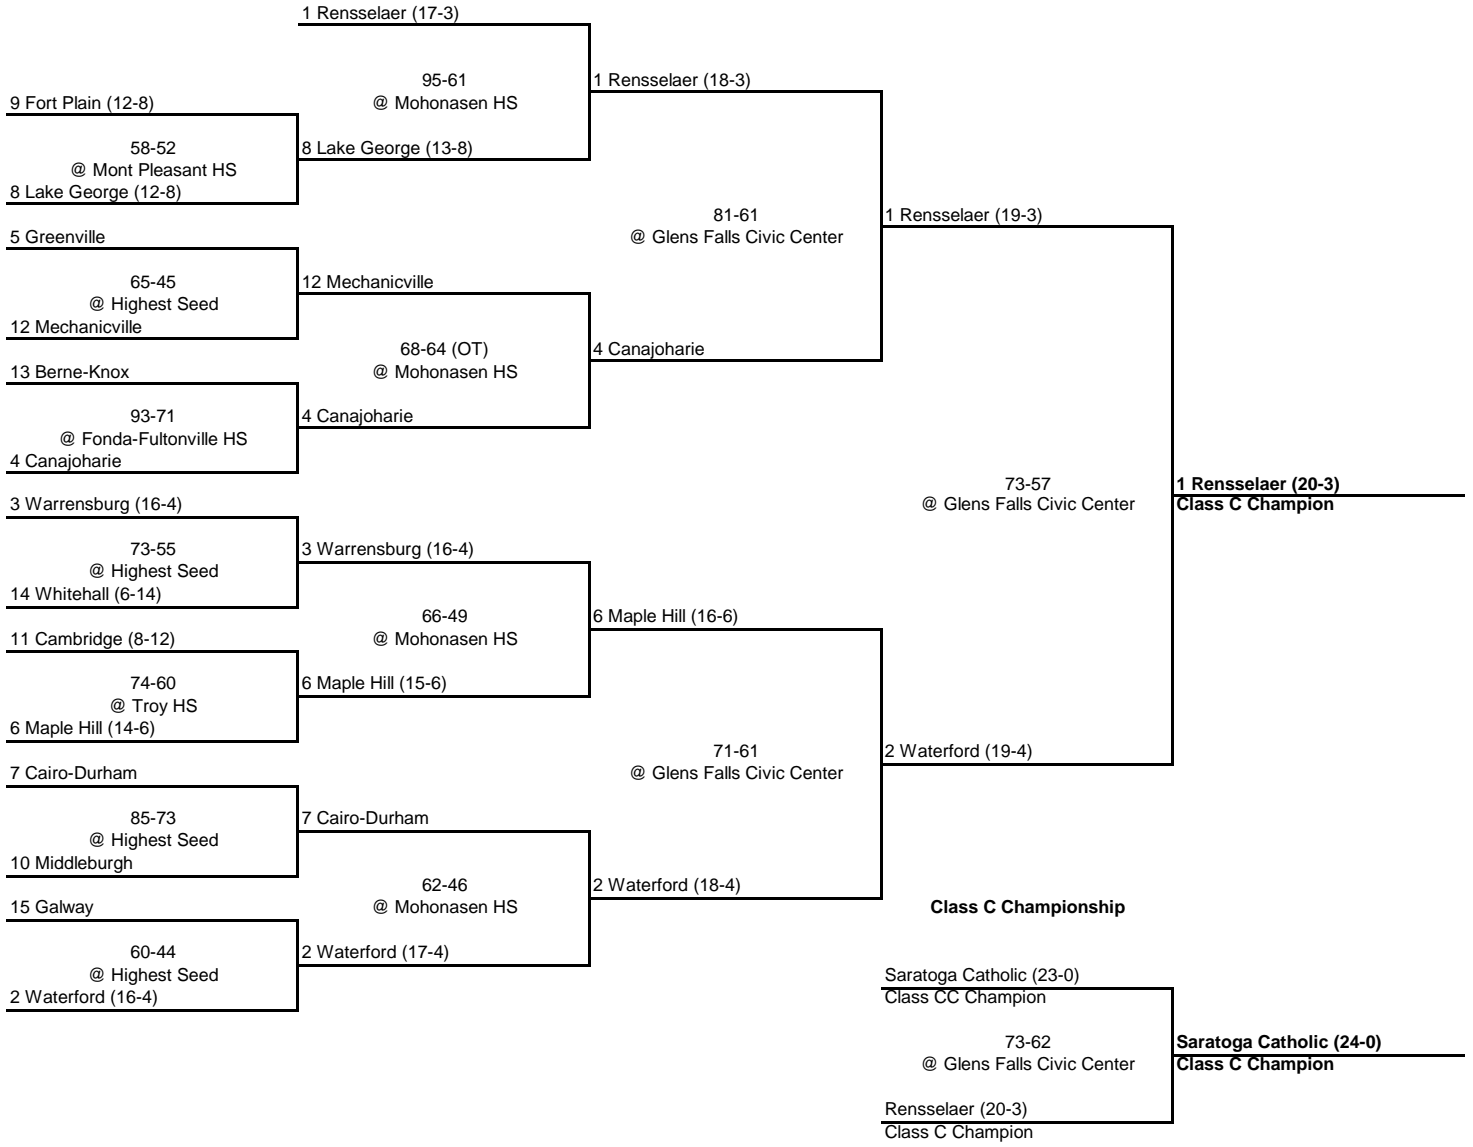 1 Rensselaer (17-3)
95-61
@ Mohonasen HS
1 Rensselaer (18-3)
9 Fort Plain (12-8)
58-52
@ Mont Pleasant HS
8 Lake George (12-8)
8 Lake George (13-8)
81-61
@ Glens Falls Civic Center
1 Rensselaer (19-3)
5 Greenville
65-45
@ Highest Seed
12 Mechanicville
12 Mechanicville
68-64 (OT)
@ Mohonasen HS
4 Canajoharie
13 Berne-Knox
93-71
@ Fonda-Fultonville HS
4 Canajoharie
4 Canajoharie
73-57
@ Glens Falls Civic Center
1 Rensselaer (20-3)
Class C Champion
3 Warrensburg (16-4)
73-55
@ Highest Seed
14 Whitehall (6-14)
3 Warrensburg (16-4)
66-49
@ Mohonasen HS
6 Maple Hill (16-6)
11 Cambridge (8-12)
74-60
@ Troy HS
6 Maple Hill (14-6)
6 Maple Hill (15-6)
71-61
@ Glens Falls Civic Center
2 Waterford (19-4)
7 Cairo-Durham
85-73
@ Highest Seed
10 Middleburgh
7 Cairo-Durham
62-46
@ Mohonasen HS
2 Waterford (18-4)
15 Galway
60-44
@ Highest Seed
2 Waterford (16-4)
2 Waterford (17-4)
Class C Championship
Saratoga Catholic (23-0)
Class CC Champion
73-62
@ Glens Falls Civic Center
Saratoga Catholic (24-0)
Class C Champion
Rensselaer (20-3)
Class C Champion